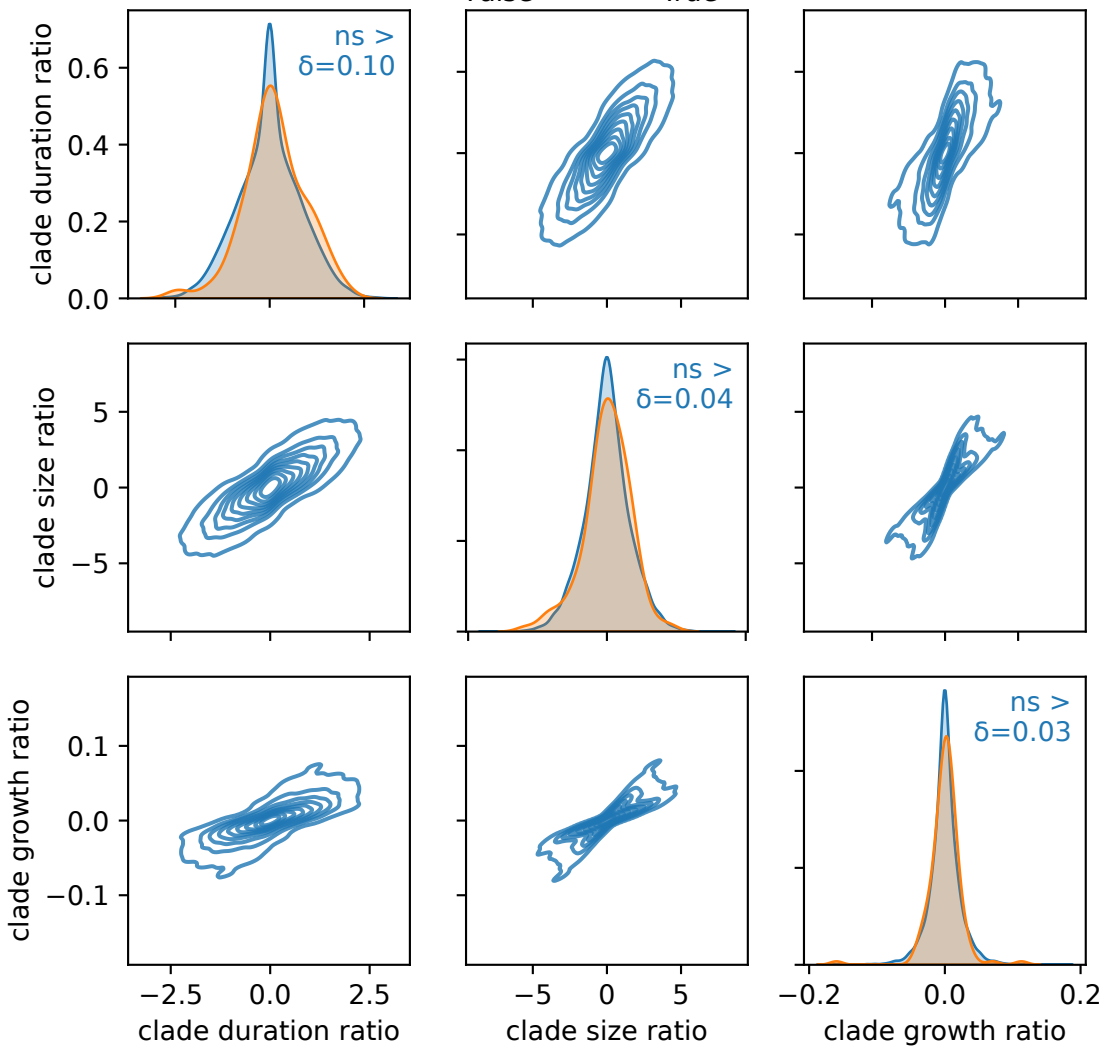 clade duration ratio
0.6
0.4
0.2
0.0
ns >
δ=0.10
clade size ratio
5
0
−5
ns >
δ=0.04
clade growth ratio
0.1
0.0
−0.1
ns >
δ=0.03
−2.5 0.0 2.5
−5 0 5
−0.2 0.0 0.2
clade duration ratio
clade size ratio
clade growth ratio